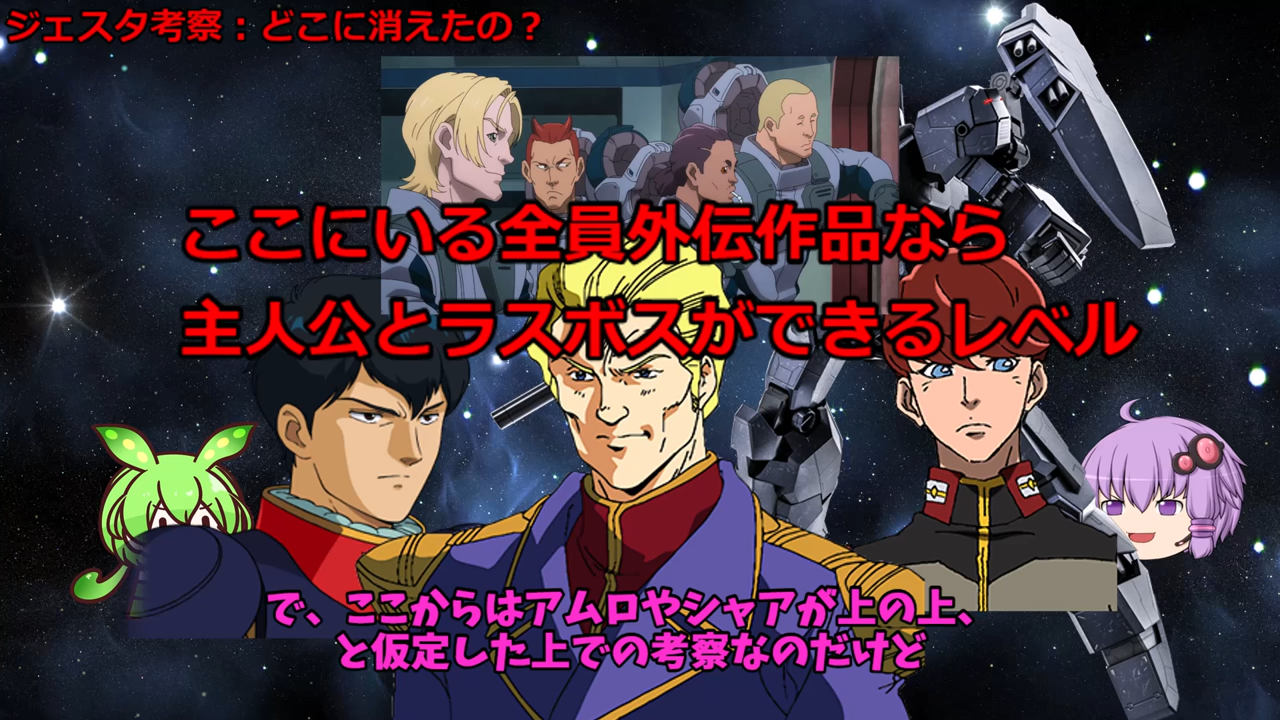 ジェスタ考察：どこに消えたの？
ここにいる全員外伝作品なら
主人公とラスボスができるレベル
で、ここからはアムロやシャアが上の上、
と仮定した上での考察なのだけど